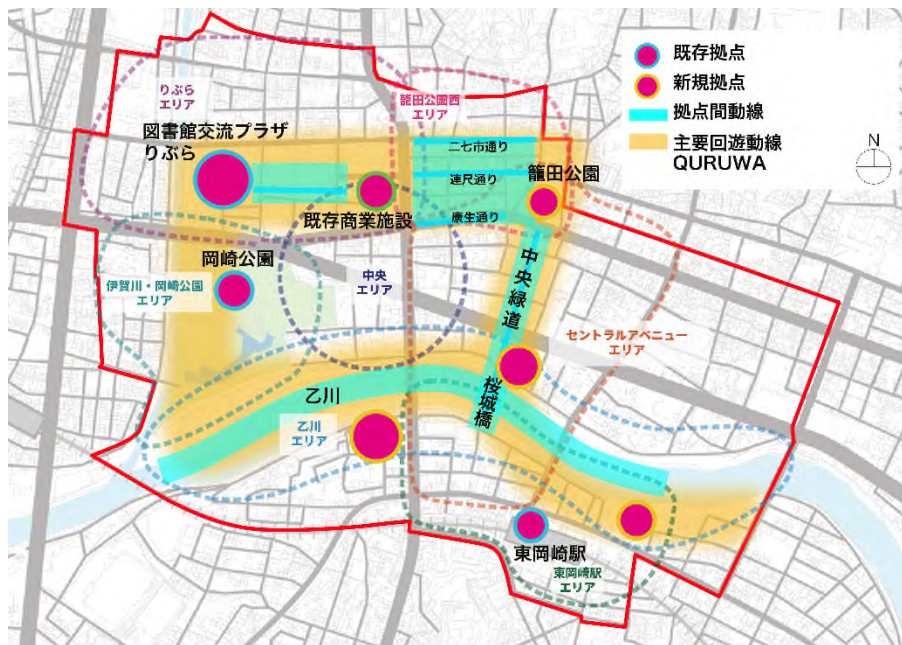 既存拠点
新規拠点
拠点間動線
主要回遊動線
QURUWA
N
りぶら
エリア
籠田公園西
エリア
図書館交流プラザ
りぶら
二七市通り
連尺通り
康生通り
籠田公園
既存商業施設
岡崎公園
伊賀川・岡崎公園
エリア
中央
エリア
中央緑道
セントラルアベニュー
エリア
桜城橋
乙川
乙川
エリア
東岡崎駅
東岡崎駅
エリア